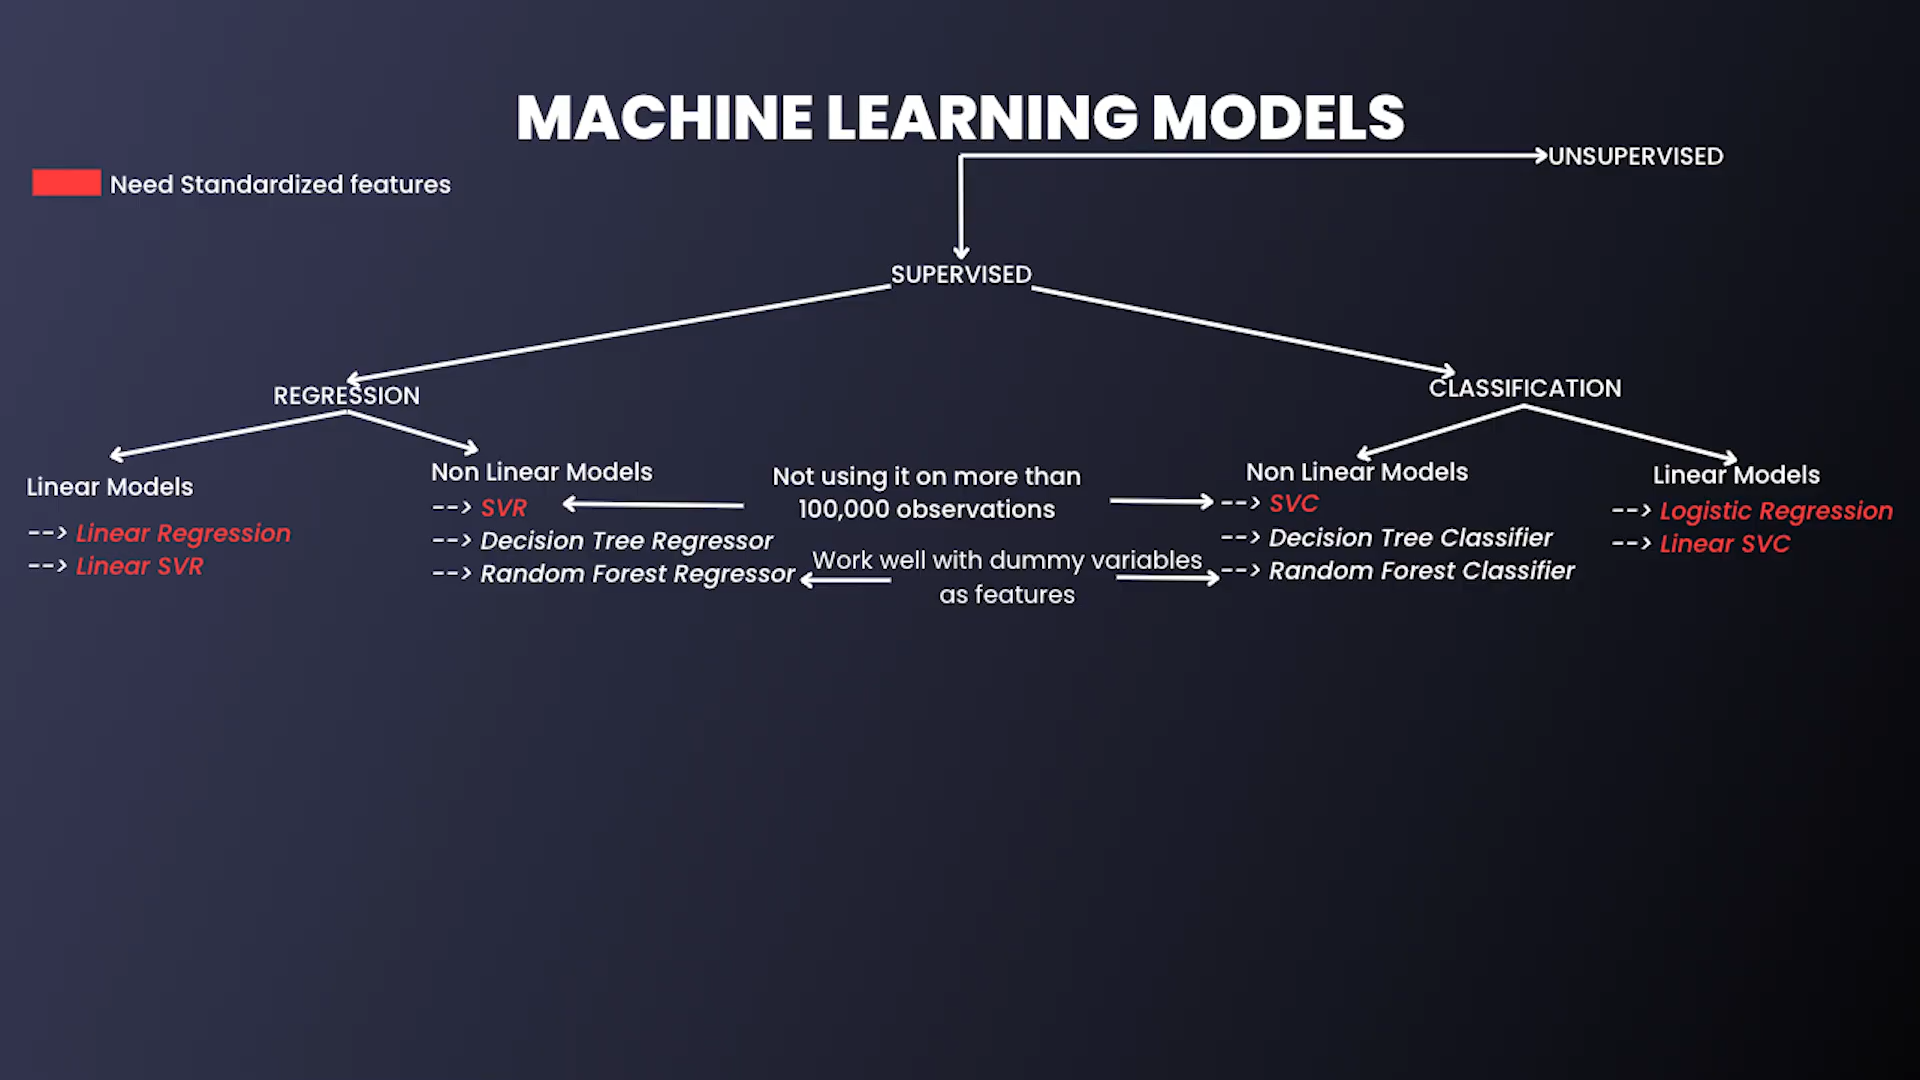 MACHINE LEARNING MODELS
UNSUPERVISED
Need Standardized features
SUPERVISED
REGRESSION
CLASSIFICATION
Linear Models
--> Linear Regression
--> Linear SVR
Non Linear Models
--> SVR
--> Decision Tree Regressor
--> Random Forest Regressor
Not using it on more than
100,000 observations
Work well with dummy variables
as features
Non Linear Models
--> SVC
--> Decision Tree Classifier
--> Random Forest Classifier
Linear Models
--> Logistic Regression
--> Linear SVC